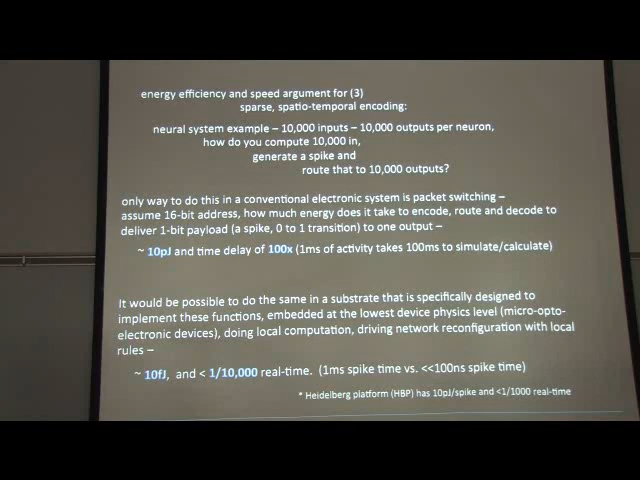 energy efficiency and speed argument for (3)
sparse, spatio-temporal encoding:
neural system example – 10,000 inputs – 10,000 outputs per neuron,
how do you compute 10,000 in,
generate a spike and
route that to 10,000 outputs?
only way to do this in a conventional electronic system is packet switching –
assume 16-bit address, how much energy does it take to encode, route and decode to
deliver 1-bit payload (a spike, 0 to 1 transition) to one output –
~ 10pJ and time delay of 100x (1ms of activity takes 100ms to simulate/calculate)
It would be possible to do the same in a substrate that is specifically designed to
implement these functions, embedded at the lowest device physics level (micro-opto-
electronic devices), doing local computation, driving network reconfiguration with local
rules –
~ 10fJ, and < 1/10,000 real-time. (1ms spike time vs. <<100ns spike time)
* Heidelberg platform (HBP) has 10pJ/spike and <1/1000 real-time